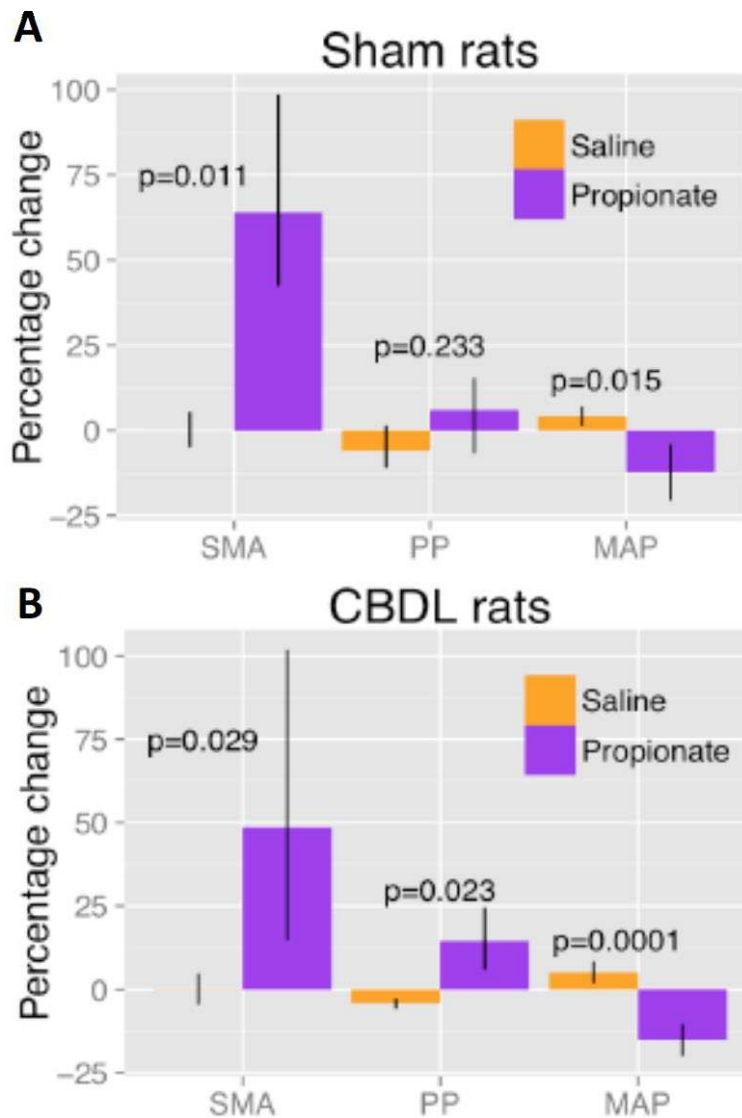 A
Sham rats
Percentage change
100
75
50
25
0
−25
p=0.011
p=0.233
p=0.015
Saline
Propionate
SMA PP MAP
B
CBDL rats
Percentage change
100
75
50
25
0
−25
p=0.029
p=0.023
p=0.0001
Saline
Propionate
SMA PP MAP